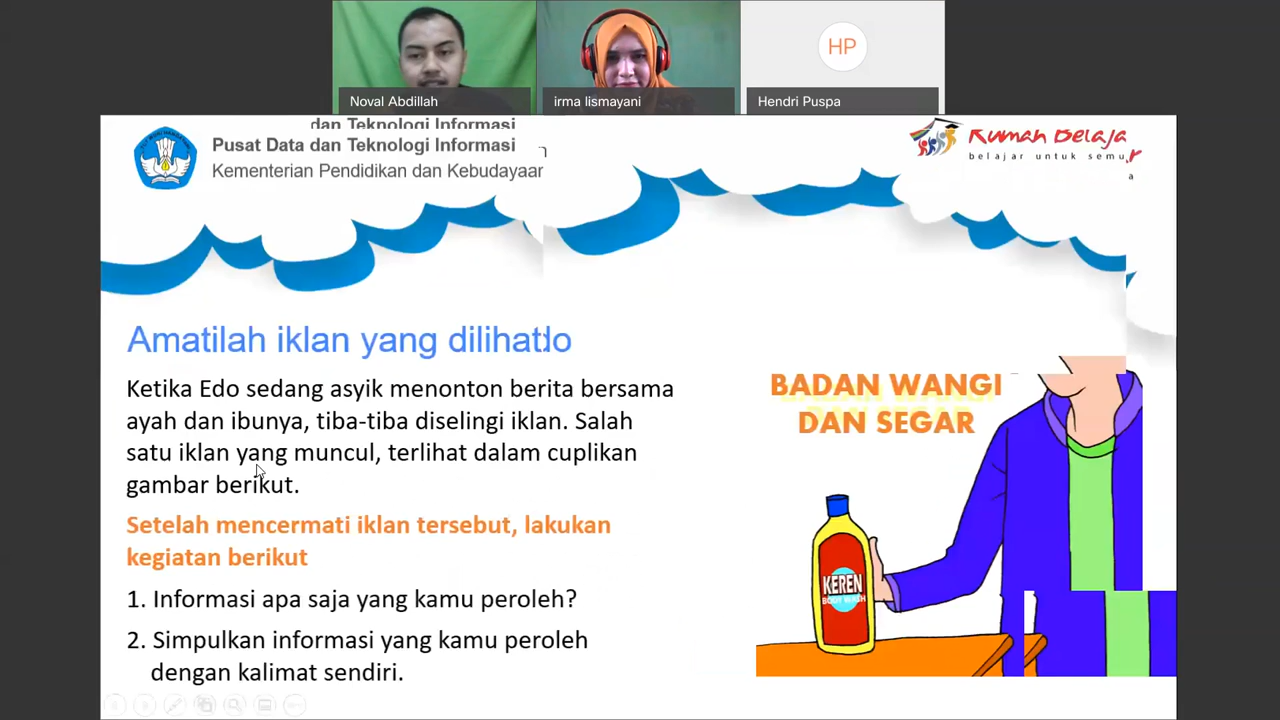 HP
Noval Abdillah
irma lismayani
Hendri Puspa
dan Teknologi Informasi
Pusat Data dan Teknologi Informasi
Kementerian Pendidikan dan Kebudayaar
Rumah Belajar
belajar untuk semua
Amatilah iklan yang dilihat
Ketika Edo sedang asyik menonton berita bersama
ayah dan ibunya, tiba-tiba diselingi iklan. Salah
satu iklan yang muncul, terlihat dalam cuplikan
gambar berikut.
Setelah mencermati iklan tersebut, lakukan
kegiatan berikut
1. Informasi apa saja yang kamu peroleh?
2. Simpulkan informasi yang kamu peroleh
dengan kalimat sendiri.
BADAN WANGI
DAN SEGAR
KEREN
BODY WASH